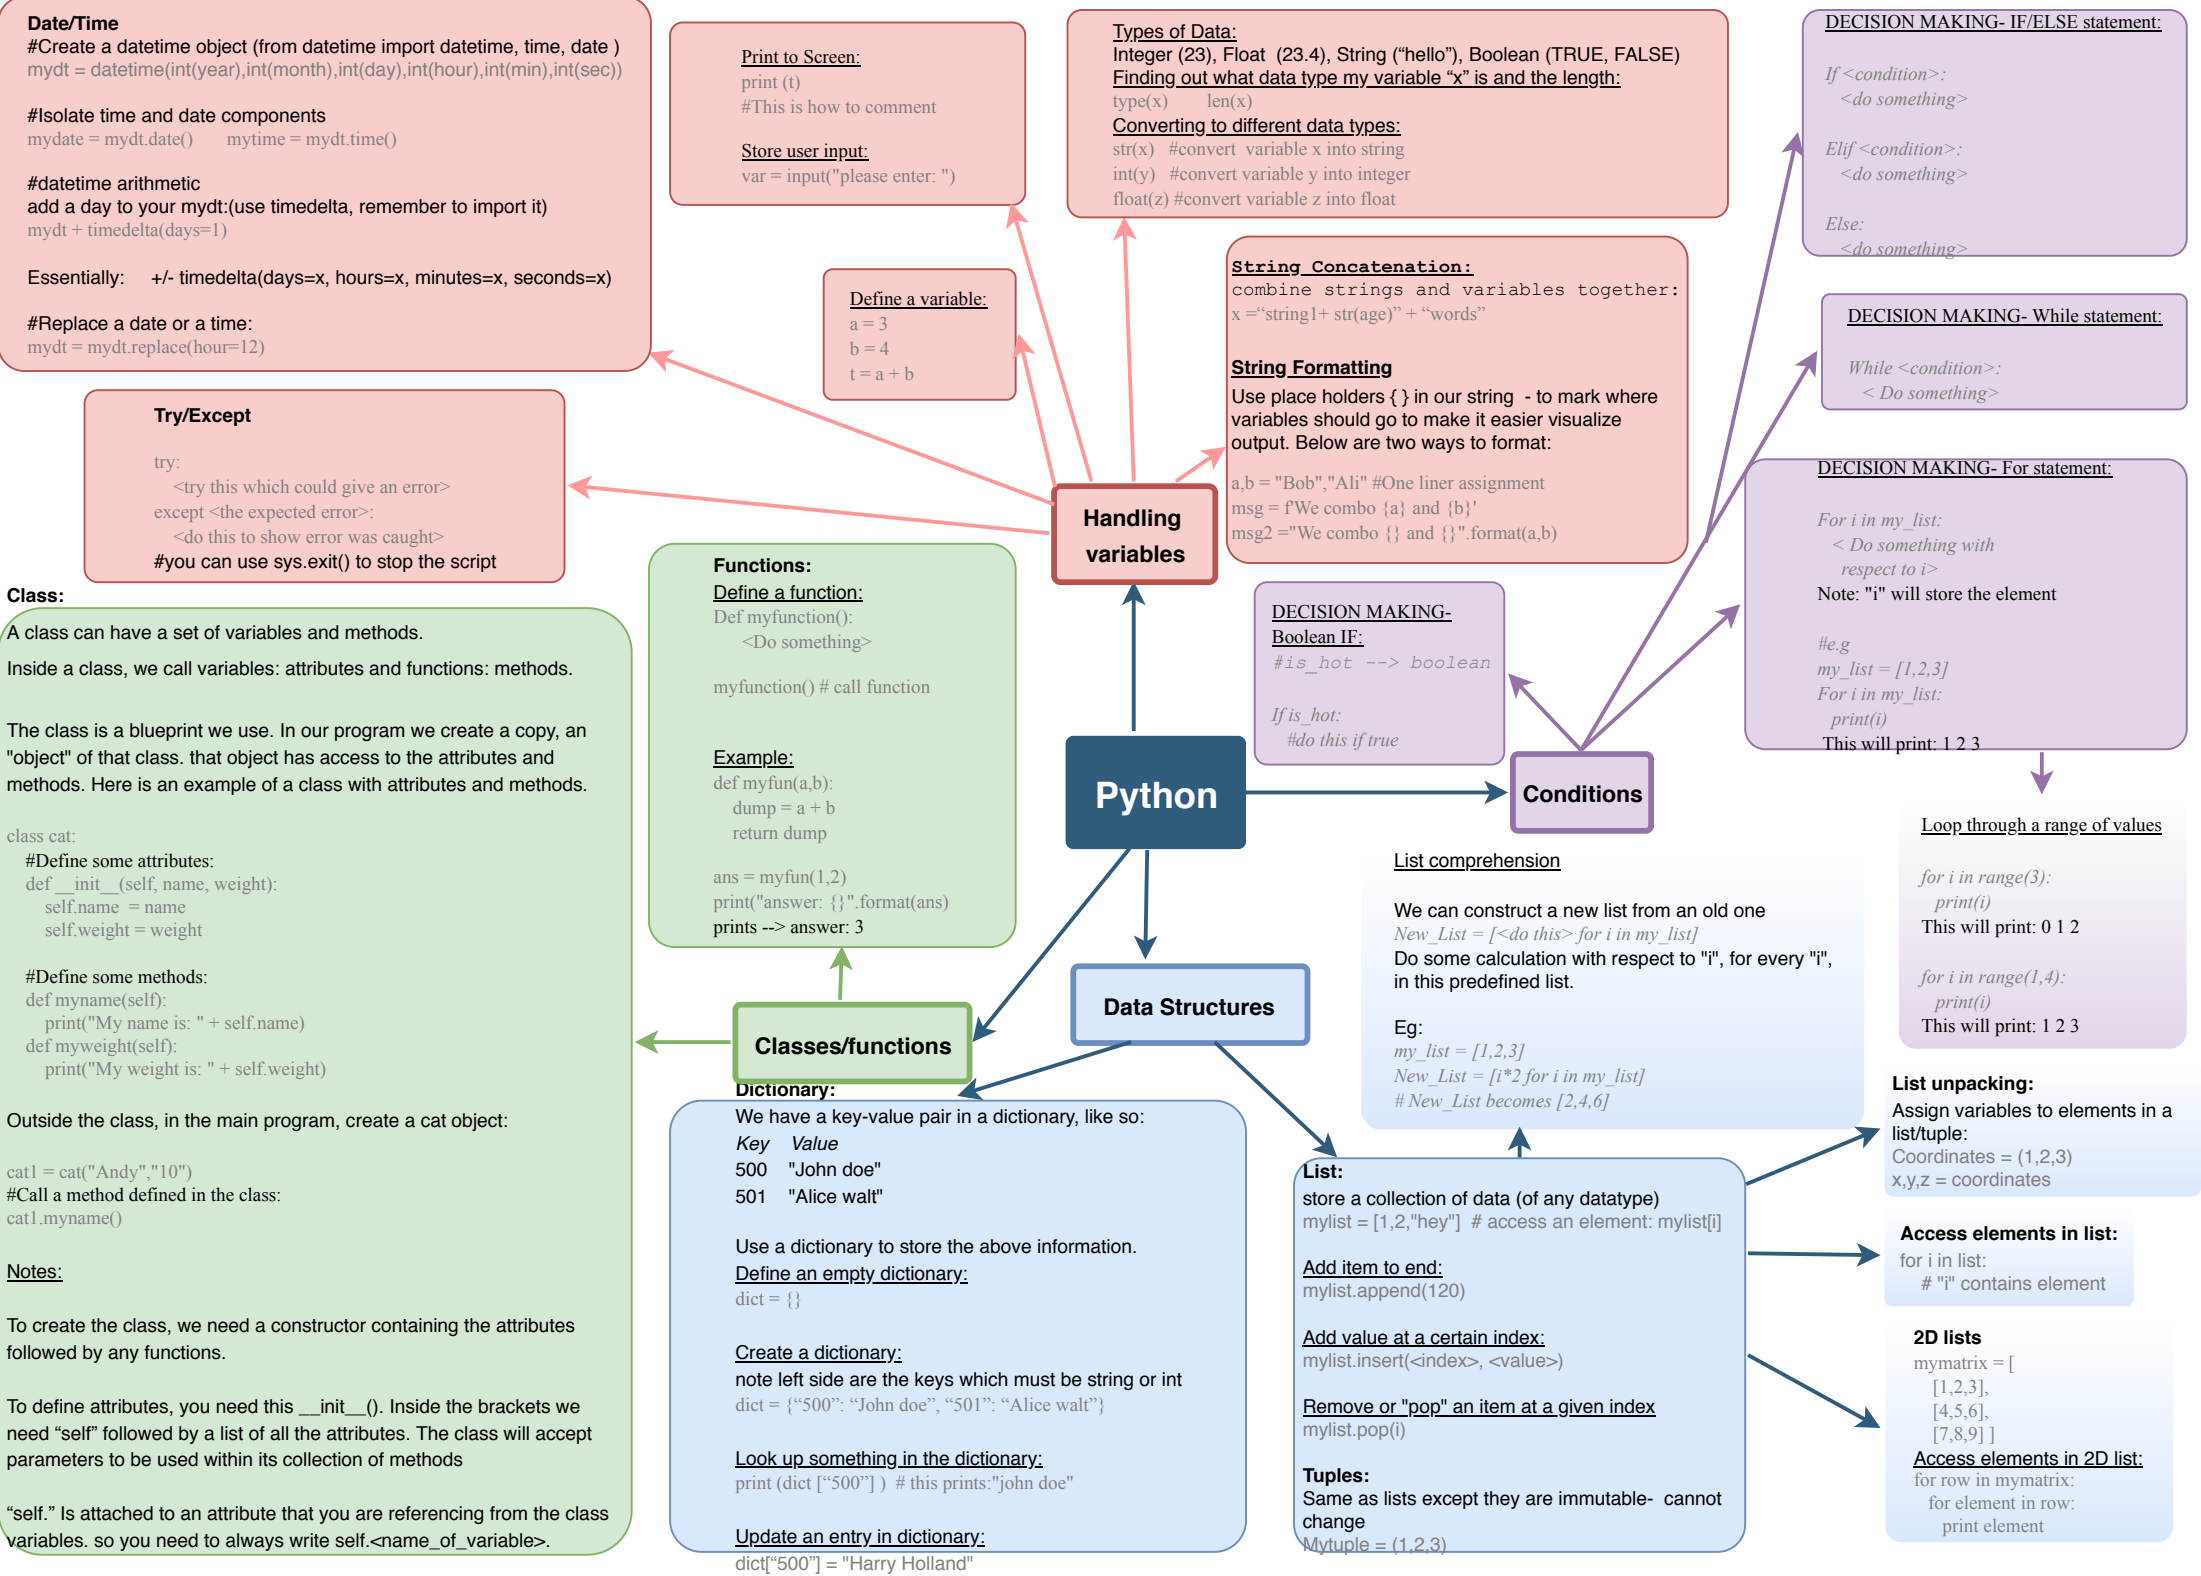 Date/Time
#Create a datetime object (from datetime import datetime, time, date )
mydt = datetime(int(year),int(month),int(day),int(hour),int(min),int(sec))
#Isolate time and date components
mydate = mydt.date() mytime = mydt.time()
#datetime arithmetic
add a day to your mydt:(use timedelta, remember to import it)
mydt + timedelta(days=1)
Essentially: +/- timedelta(days=x, hours=x, minutes=x, seconds=x)
#Replace a date or a time:
mydt = mydt.replace(hour=12)
Print to Screen:
print (t)
#This is how to comment
Store user input:
var = input("please enter: ")
Types of Data:
Integer (23), Float (23.4), String (“hello”), Boolean (TRUE, FALSE)
Finding out what data type my variable “x” is and the length:
type(x) len(x)
Converting to different data types:
str(x) #convert variable x into string
int(y) #convert variable y into integer
float(z) #convert variable z into float
DECISION MAKING- IF/ELSE statement:
If <condition>:
<do something>
Elif <condition>:
<do something>
Else:
<do something>
Define a variable:
a = 3
b = 4
t = a + b
String Concatenation:
combine strings and variables together:
x =“string1+ str(age)” + “words”
String Formatting
Use place holders { } in our string - to mark where
variables should go to make it easier visualize
output. Below are two ways to format:
a,b = "Bob","Ali" #One liner assignment
msg = f'We combo {a} and {b}'
msg2 ="We combo {} and {}".format(a,b)
DECISION MAKING- While statement:
While <condition>:
< Do something>
Try/Except
try:
<try this which could give an error>
except <the expected error>:
<do this to show error was caught>
#you can use sys.exit() to stop the script
Handling
variables
DECISION MAKING- For statement:
For i in my_list:
< Do something with
respect to i>
Note: "i" will store the element
#e.g
my_list = [1,2,3]
For i in my_list:
print(i)
This will print: 1 2 3
Class:
A class can have a set of variables and methods.
Inside a class, we call variables: attributes and functions: methods.
The class is a blueprint we use. In our program we create a copy, an
"object" of that class. that object has access to the attributes and
methods. Here is an example of a class with attributes and methods.
class cat:
#Define some attributes:
def __init__(self, name, weight):
self.name = name
self.weight = weight
#Define some methods:
def myname(self):
print("My name is: " + self.name)
def myweight(self):
print("My weight is: " + self.weight)
Outside the class, in the main program, create a cat object:
cat1 = cat("Andy","10")
#Call a method defined in the class:
cat1.myname()
Notes:
To create the class, we need a constructor containing the attributes
followed by any functions.
To define attributes, you need this __init__(). Inside the brackets we
need “self” followed by a list of all the attributes. The class will accept
parameters to be used within its collection of methods
“self.” Is attached to an attribute that you are referencing from the class
variables. so you need to always write self.<name_of_variable>.
Functions:
Define a function:
Def myfunction():
<Do something>
myfunction() # call function
Example:
def myfun(a,b):
dump = a + b
return dump
ans = myfun(1,2)
print("answer: {}".format(ans)
prints --> answer: 3
DECISION MAKING-
Boolean IF:
#is_hot --> boolean
If is_hot:
#do this if true
Python
Conditions
Loop through a range of values
for i in range(3):
print(i)
This will print: 0 1 2
for i in range(1,4):
print(i)
This will print: 1 2 3
List comprehension
We can construct a new list from an old one
New_List = [<do this> for i in my_list]
Do some calculation with respect to "i", for every "i",
in this predefined list.
Eg:
my_list = [1,2,3]
New_List = [i*2 for i in my_list]
# New_List becomes [2,4,6]
Data Structures
Classes/functions
Dictionary:
We have a key-value pair in a dictionary, like so:
Key Value
500 "John doe"
501 "Alice walt"
Use a dictionary to store the above information.
Define an empty dictionary:
dict = {}
Create a dictionary:
note left side are the keys which must be string or int
dict = {“500”: “John doe”, “501”: “Alice walt”}
Look up something in the dictionary:
print (dict [“500”] ) # this prints:"john doe"
Update an entry in dictionary:
dict[“500”] = "Harry Holland"
List:
store a collection of data (of any datatype)
mylist = [1,2,"hey"] # access an element: mylist[i]
Add item to end:
mylist.append(120)
Add value at a certain index:
mylist.insert(<index>, <value>)
Remove or "pop" an item at a given index
mylist.pop(i)
Tuples:
Same as lists except they are immutable- cannot
change
Mytuple = (1,2,3)
List unpacking:
Assign variables to elements in a
list/tuple:
Coordinates = (1,2,3)
x,y,z = coordinates
Access elements in list:
for i in list:
# "i" contains element
2D lists
mymatrix = [
[1,2,3],
[4,5,6],
[7,8,9] ]
Access elements in 2D list:
for row in mymatrix:
for element in row:
print element